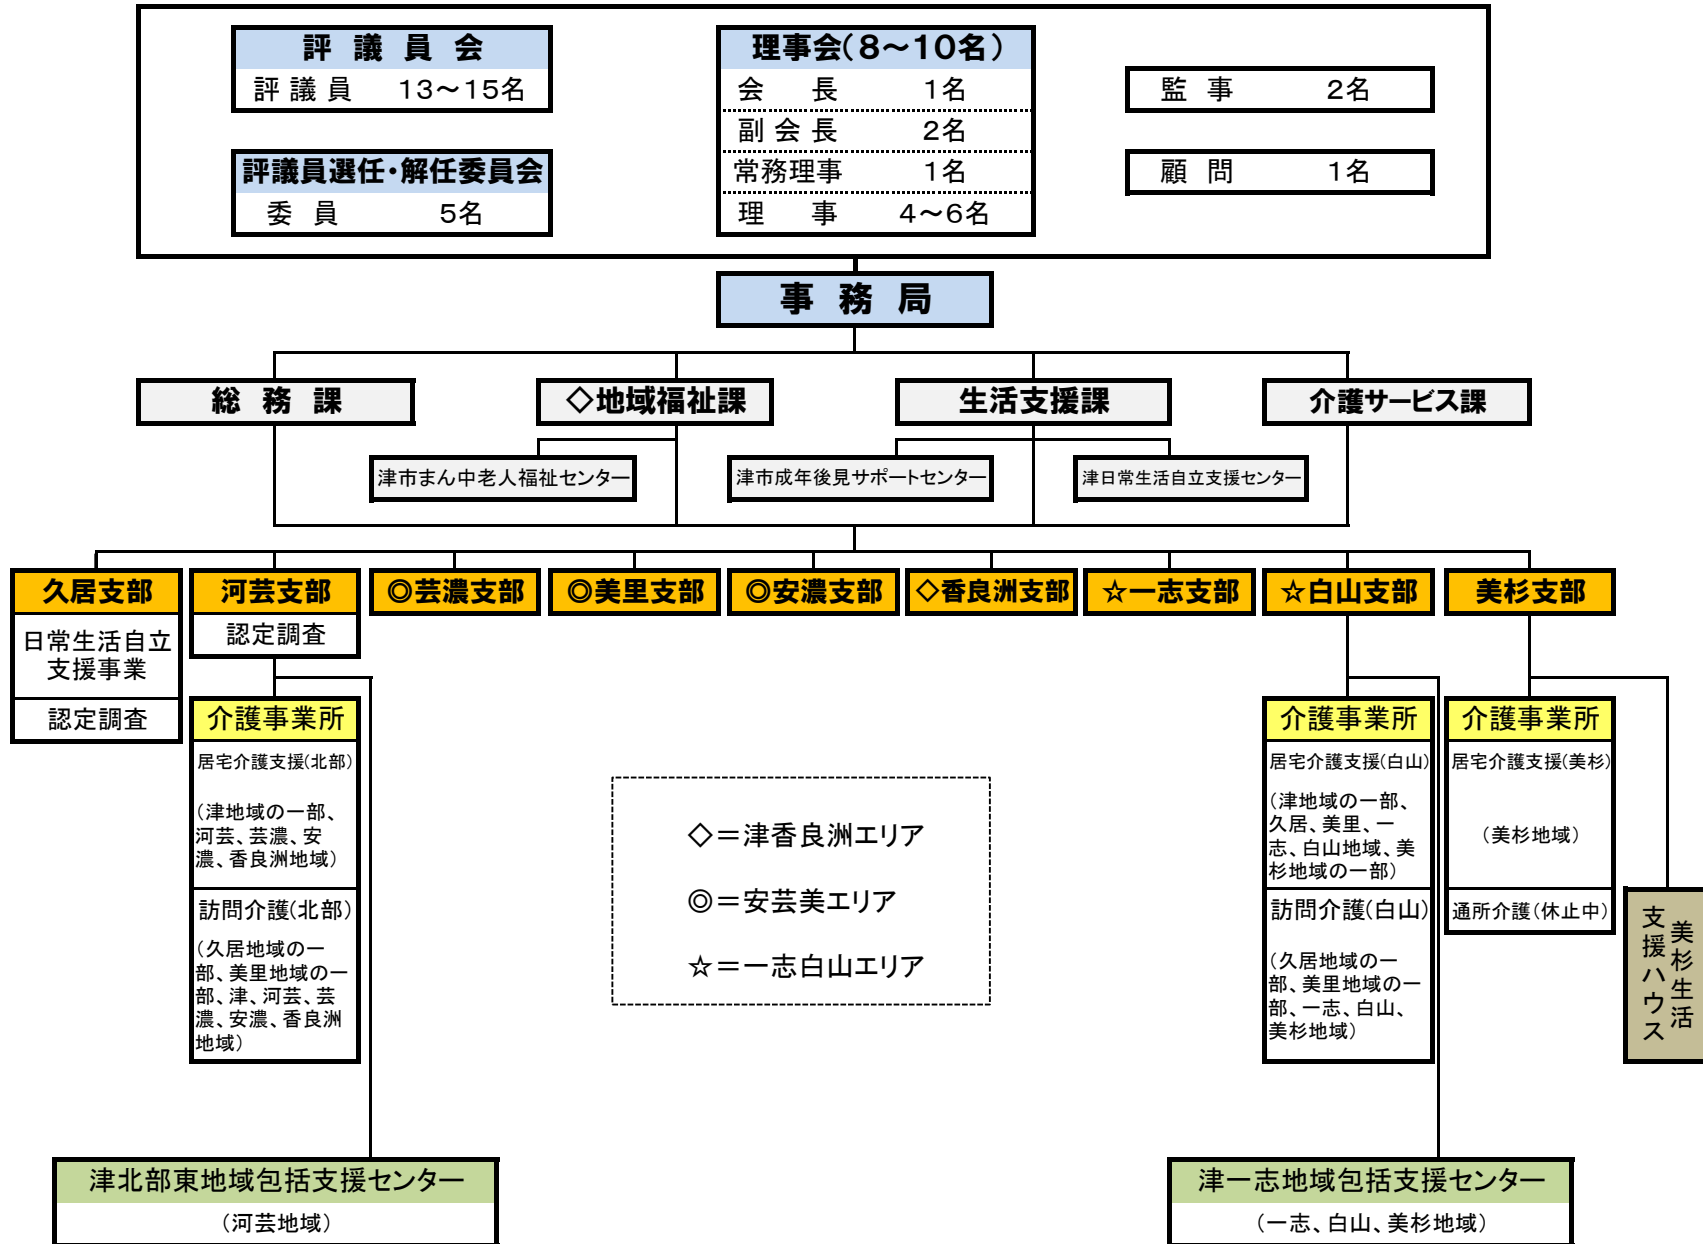 評議員会
評議員 13～15名
評議員選任・解任委員会
委員 5名
理事会（8～10名）
会長 1名
副会長 2名
常務理事 1名
理事 4～6名
監事 2名
顧問 1名
事務局
総務課
◇地域福祉課
生活支援課
介護サービス課
津市まん中老人福祉センター
津市成年後見サポートセンター
津日常生活自立支援センター
久居支部
日常生活自立
支援事業
認定調査
河芸支部
認定調査
◎芸濃支部
◎美里支部
◎安濃支部
◇香良洲支部
☆一志支部
☆白山支部
美杉支部
介護事業所
居宅介護支援（北部）
（津地域の一部、
河芸、芸濃、安
濃、香良洲地域）
訪問介護（北部）
（久居地域の一
部、美里地域の一
部、津、河芸、芸
濃、安濃、香良洲
地域）
◇＝津香良洲エリア
◎＝安芸美エリア
☆＝一志白山エリア
介護事業所
居宅介護支援（白山）
（津地域の一部、
久居、美里、一
志、白山地域、美
杉地域の一部）
訪問介護（白山）
（久居地域の一
部、美里地域の一
部、一志、白山、
美杉地域）
介護事業所
居宅介護支援（美杉）
（美杉地域）
通所介護（休止中）
美杉生活
支援ハウス
津北部東地域包括支援センター
（河芸地域）
津一志地域包括支援センター
（一志、白山、美杉地域）